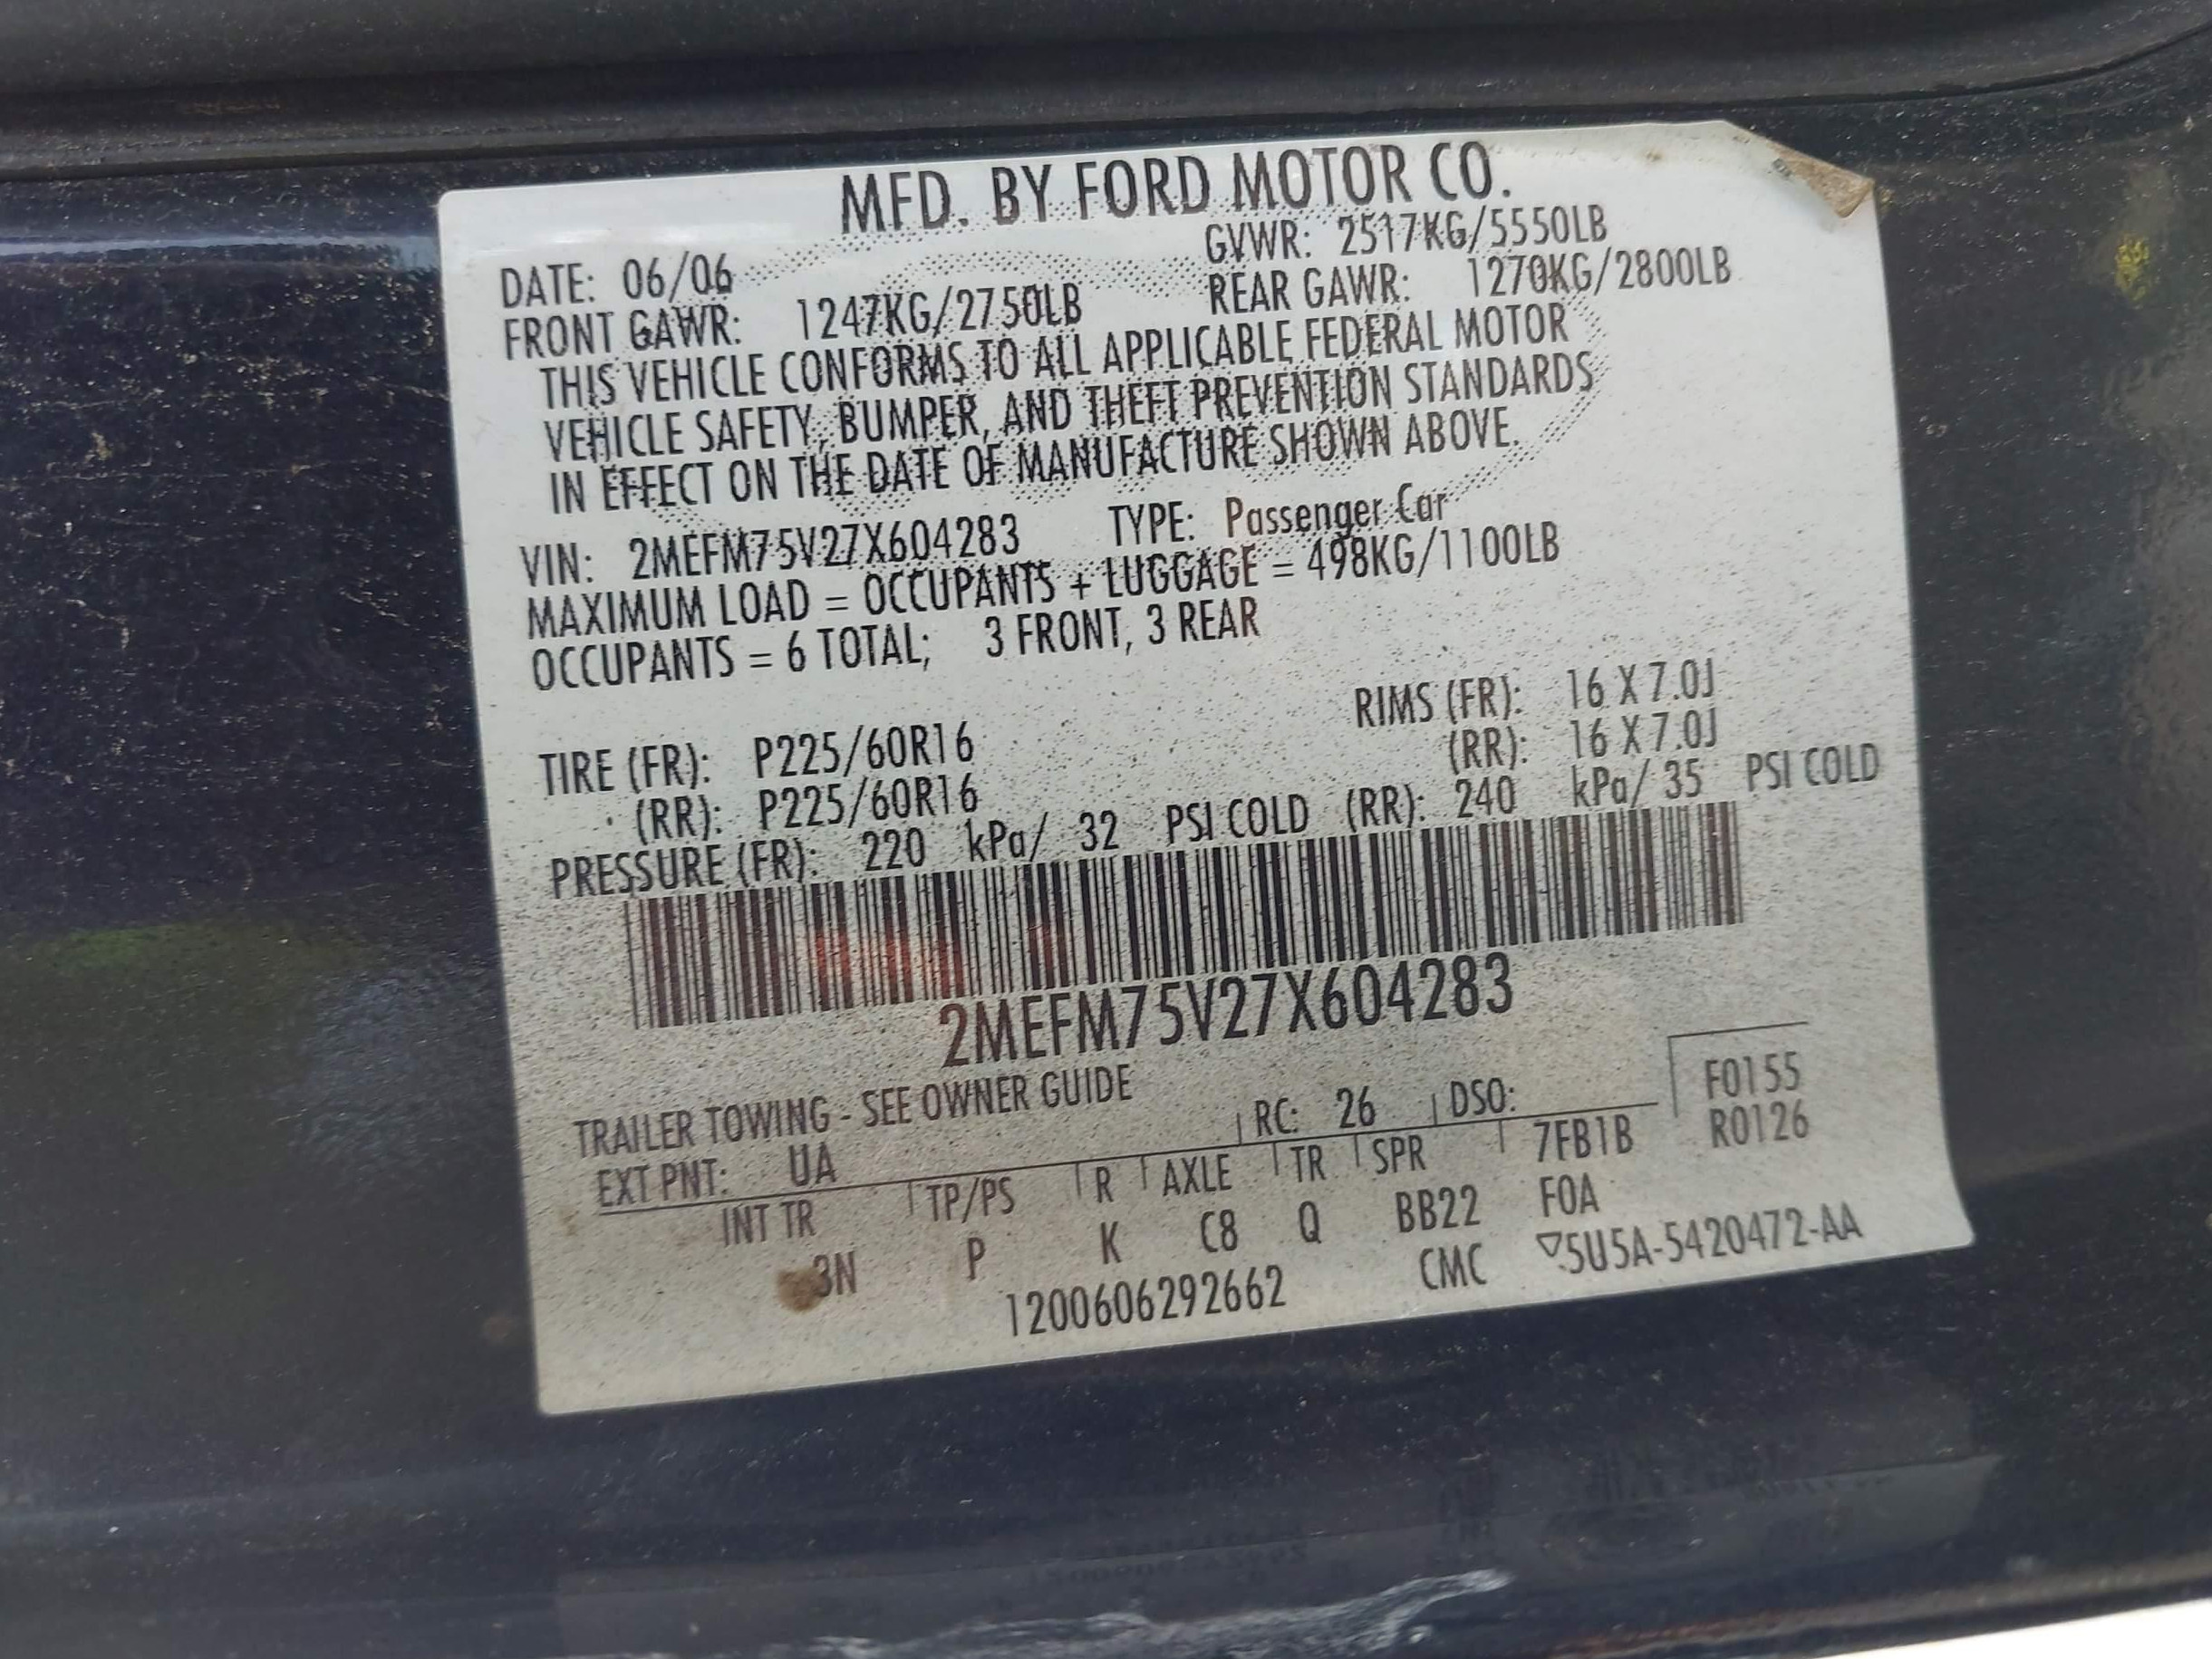 MFD. BY FORD MOTOR CO.
DATE: 06/06 GVWR: 2517KG/5550LB
FRONT GAWR: 1247KG/2750LB REAR GAWR: 1270KG/2800LB
THIS VEHICLE CONFORMS TO ALL APPLICABLE FEDERAL MOTOR
VEHICLE SAFETY, BUMPER, AND THEFT PREVENTION STANDARDS
IN EFFECT ON THE DATE OF MANUFACTURE SHOWN ABOVE.
VIN: 2MEFM75V27X604283 TYPE: Passenger Car
MAXIMUM LOAD = OCCUPANTS + LUGGAGE = 498KG/1100LB
OCCUPANTS = 6 TOTAL; 3 FRONT, 3 REAR
TIRE (FR): P225/60R16 RIMS (FR): 16 X 7.0J
(RR): P225/60R16 (RR): 16 X 7.0J
PRESSURE (FR): 220 kPa/ 32 PSI COLD (RR): 240 kPa/ 35 PSI COLD
2MEFM75V27X604283
TRAILER TOWING - SEE OWNER GUIDE
EXT PNT: UA RC: 26 DSO: F0155
INT TR TP/PS R AXLE TR SPR 7FB1B R0126
3N P K C8 Q BB22 F0A
1200606292662 CMC ▽5U5A-5420472-AA